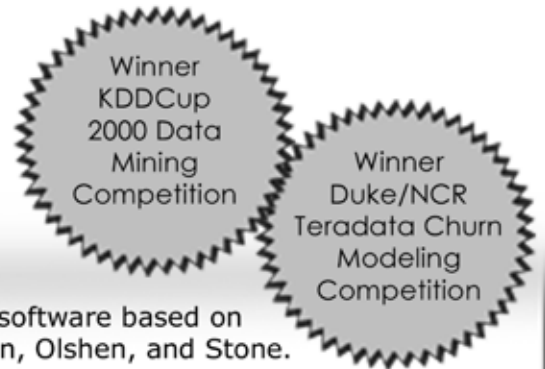 Winner
KDDCup
2000 Data
Mining
Competition
Winner
Duke/NCR
Teradata Churn
Modeling
Competition
software based on
Olshen, and Stone.